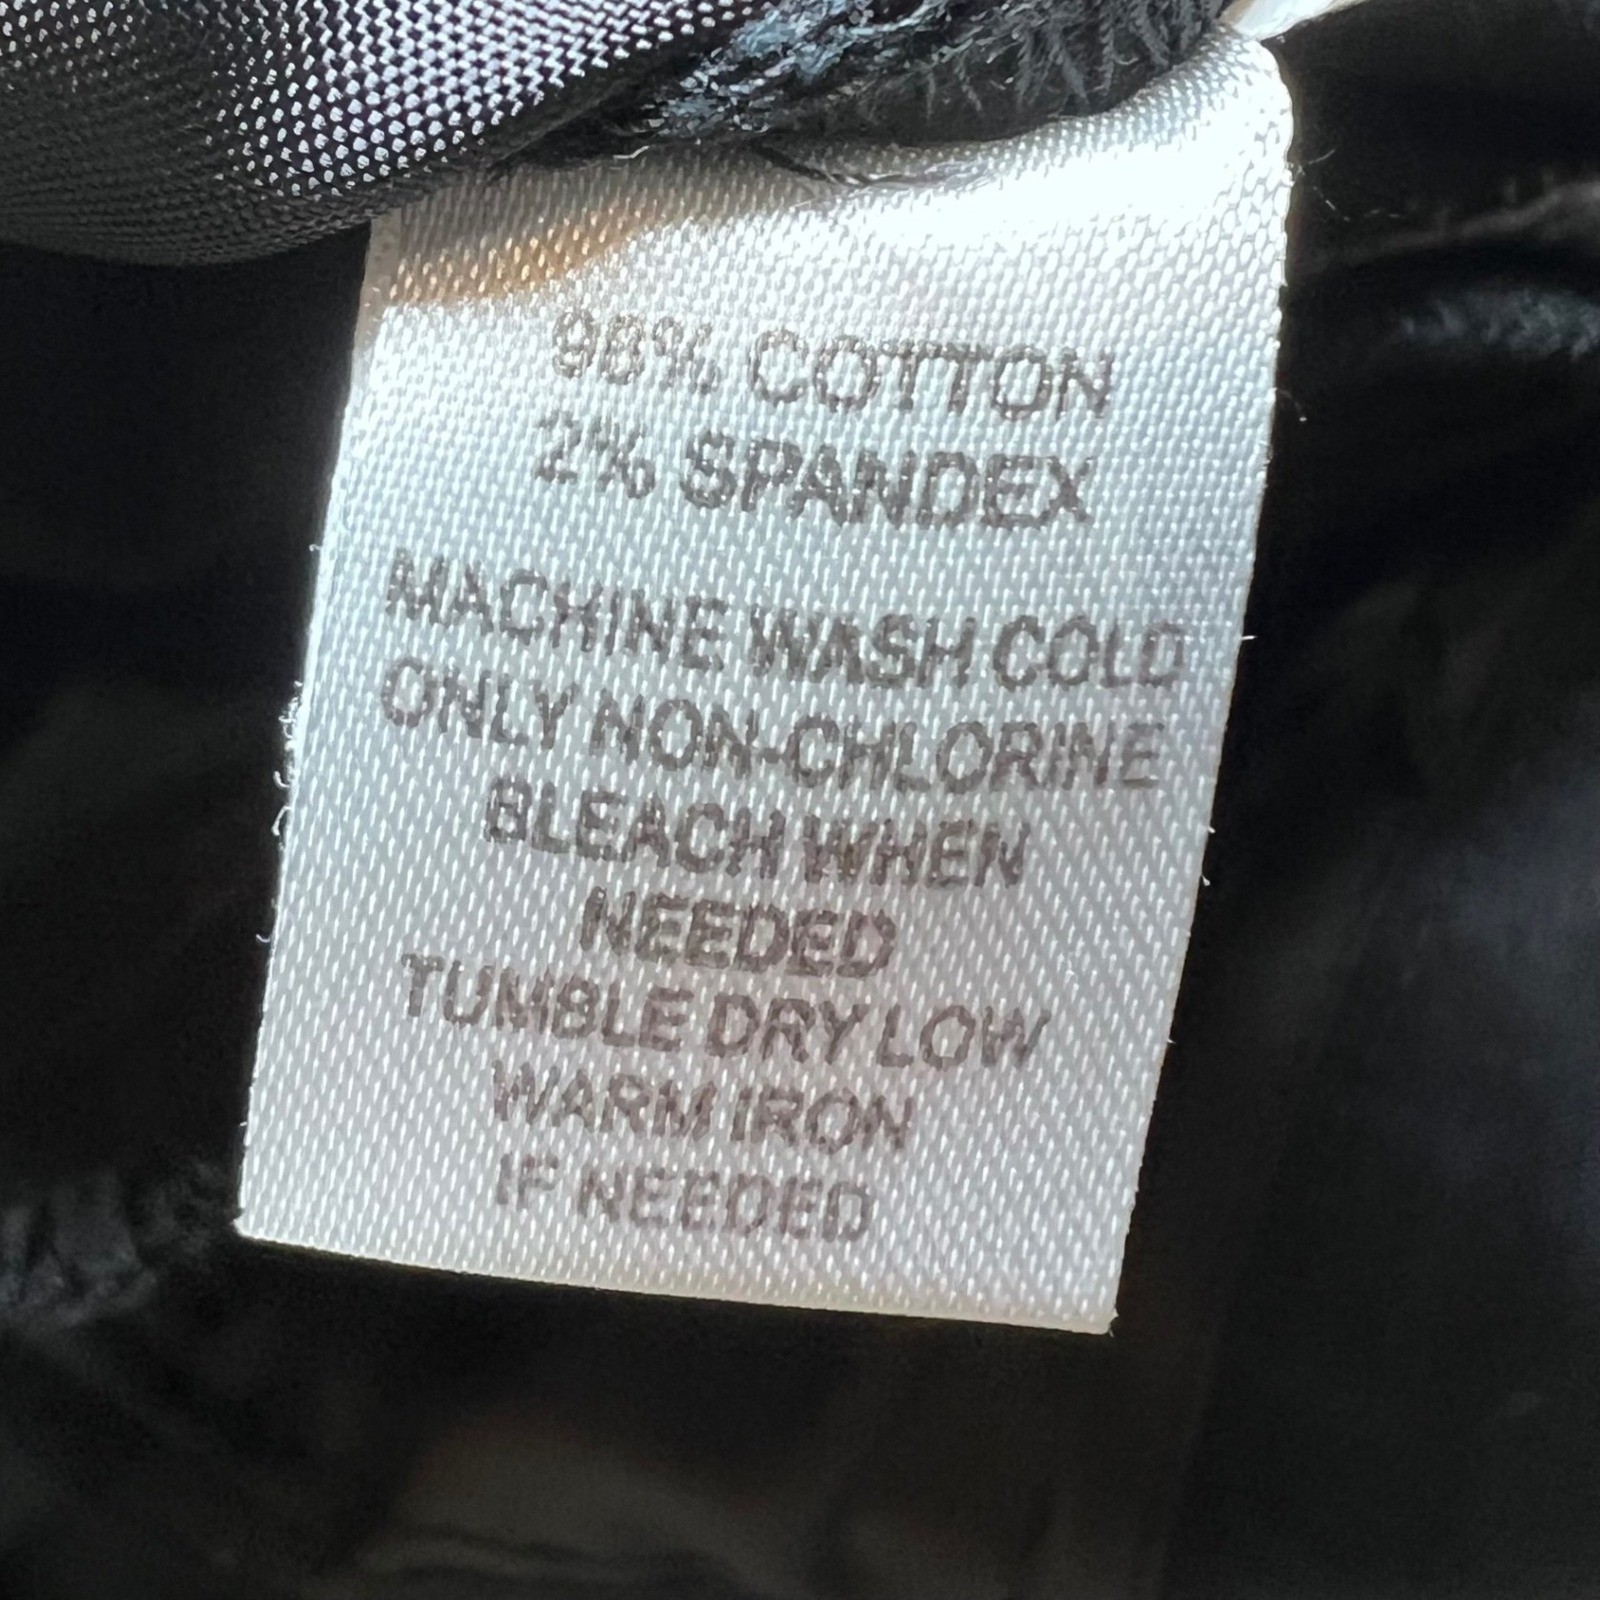 98% COTTON
2% SPANDEX
MACHINE WASH COLD
ONLY NON-CHLORINE
BLEACH WHEN
NEEDED
TUMBLE DRY LOW
WARM IRON
IF NEEDED